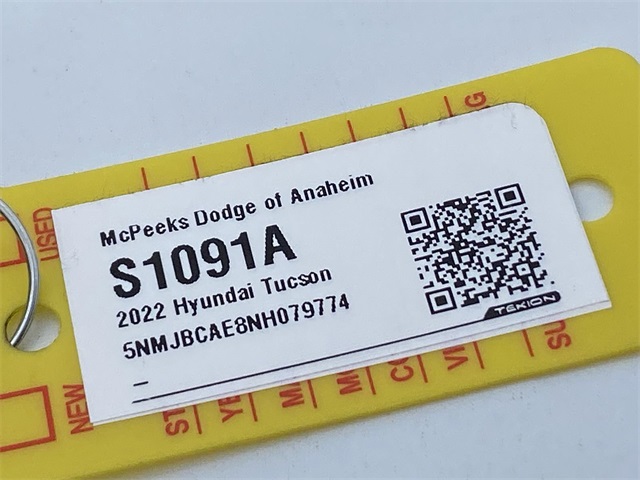 McPeeks Dodge of Anaheim
S1091A
2022 Hyundai Tucson
5NMJBCAE8NH079774
TEKION
USED
NEW